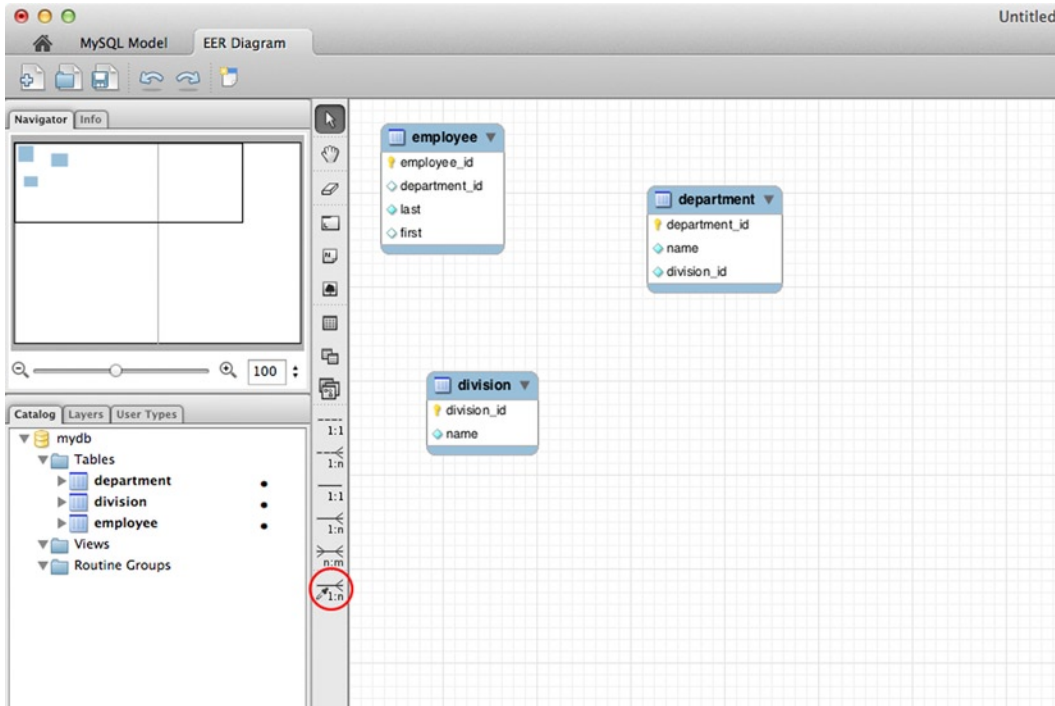 Untitled
MySQL Model EER Diagram
Navigator Info
100
Catalog Layers User Types
mydb
Tables
department
division
employee
Views
Routine Groups
1:1
1:n
1:1
1:n
n:m
1:n
employee
employee_id
department_id
last
first
department
department_id
name
division_id
division
division_id
name